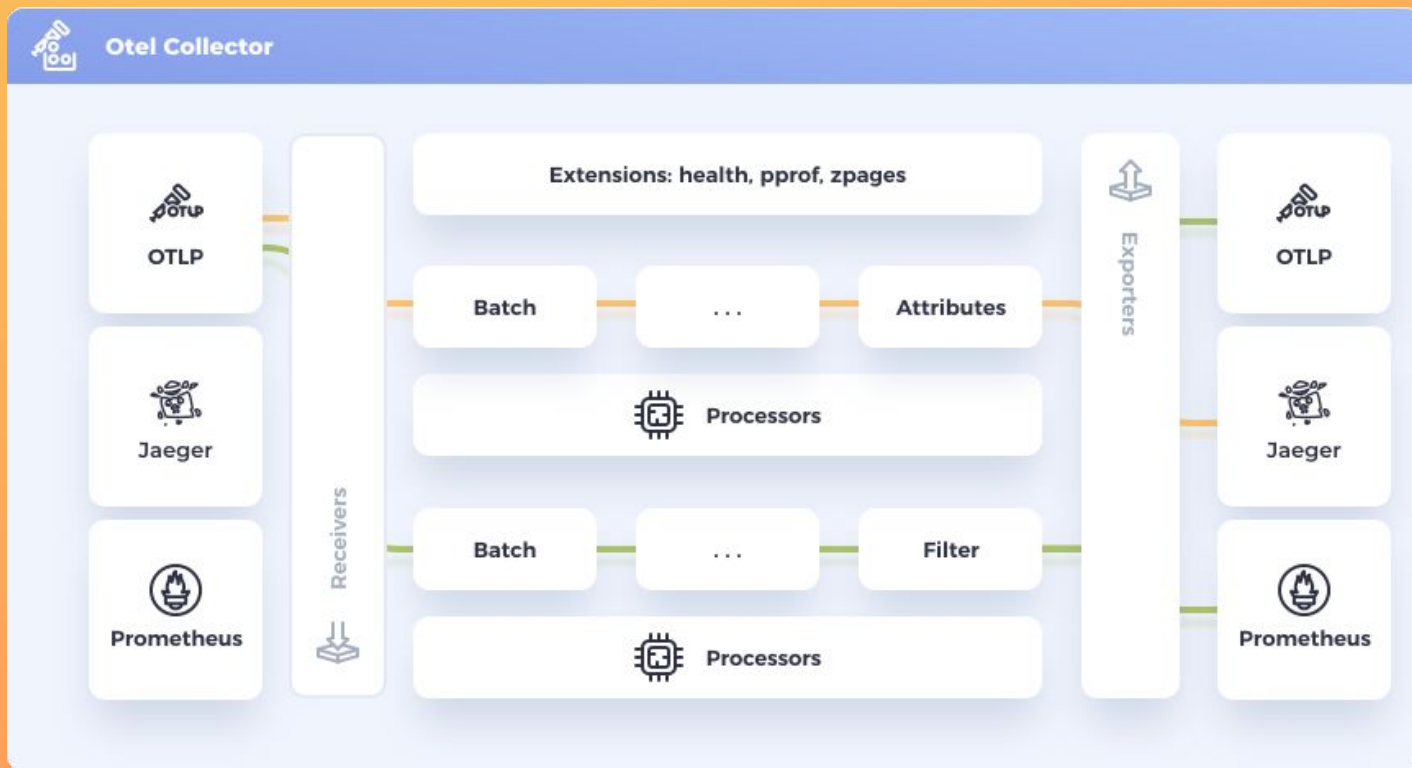 Otel Collector
OTLP
OTLP
Jaeger
Prometheus
Receivers
Extensions: health, pprof, zpages
Batch
...
Attributes
Processors
Batch
...
Filter
Processors
Exporters
OTLP
OTLP
Jaeger
Prometheus